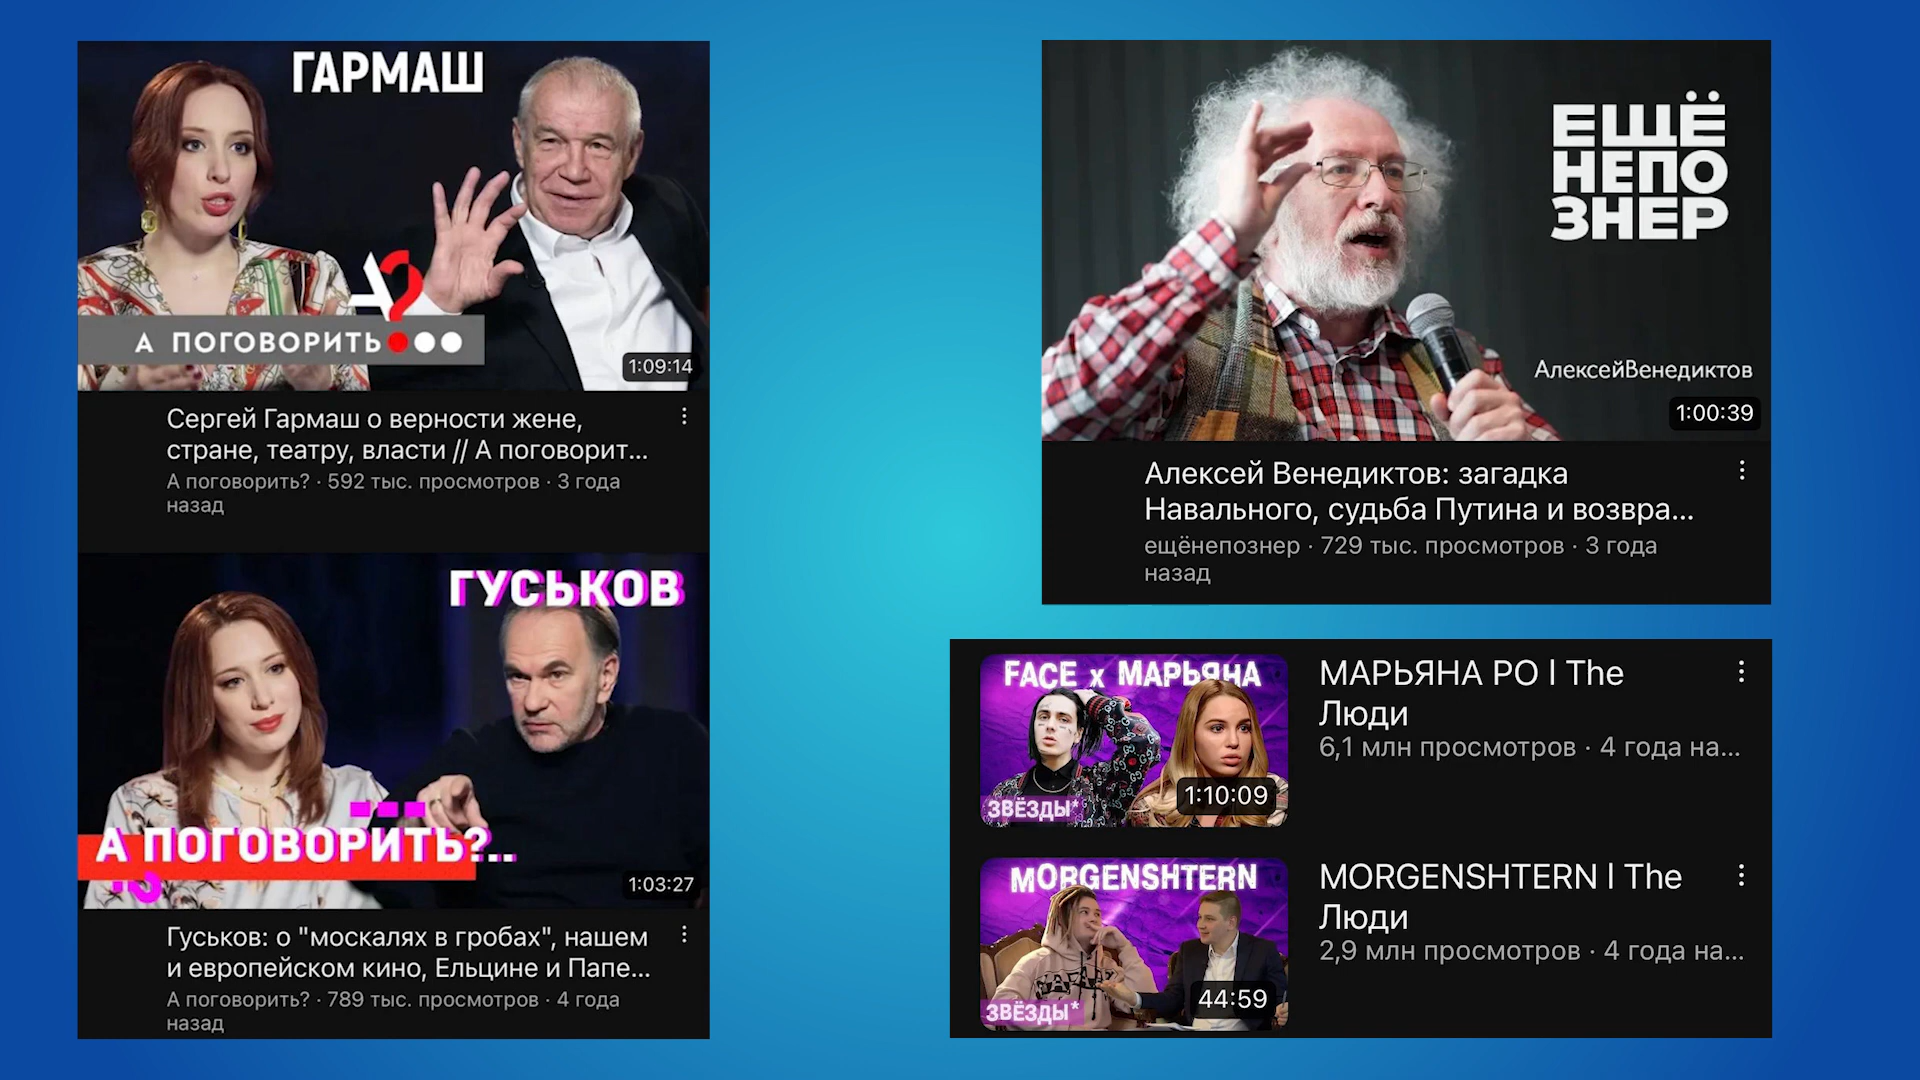 ГАРМАШ
А?
А ПОГОВОРИТЬ
1:09:14
Сергей Гармаш о верности жене,
стране, театру, власти // А поговорит...
А поговорить? · 592 тыс. просмотров · 3 года
назад
ГУСЬКОВ
А ПОГОВОРИТЬ?..
1:03:27
Гуськов: о "москалях в гробах", нашем
и европейском кино, Ельцине и Папе...
А поговорить? · 789 тыс. просмотров · 4 года
назад
ЕЩЁ
НЕПО
ЗНЕР
АлексейВенедиктов
1:00:39
Алексей Венедиктов: загадка
Навального, судьба Путина и возвра...
ещёнепознер · 729 тыс. просмотров · 3 года
назад
FACE x МАРЬЯНА
ЗВЁЗДЫ*
1:10:09
МАРЬЯНА РО | The
Люди
6,1 млн просмотров · 4 года на...
MORGENSHTERN
ЗВЁЗДЫ*
44:59
MORGENSHTERN | The
Люди
2,9 млн просмотров · 4 года на...